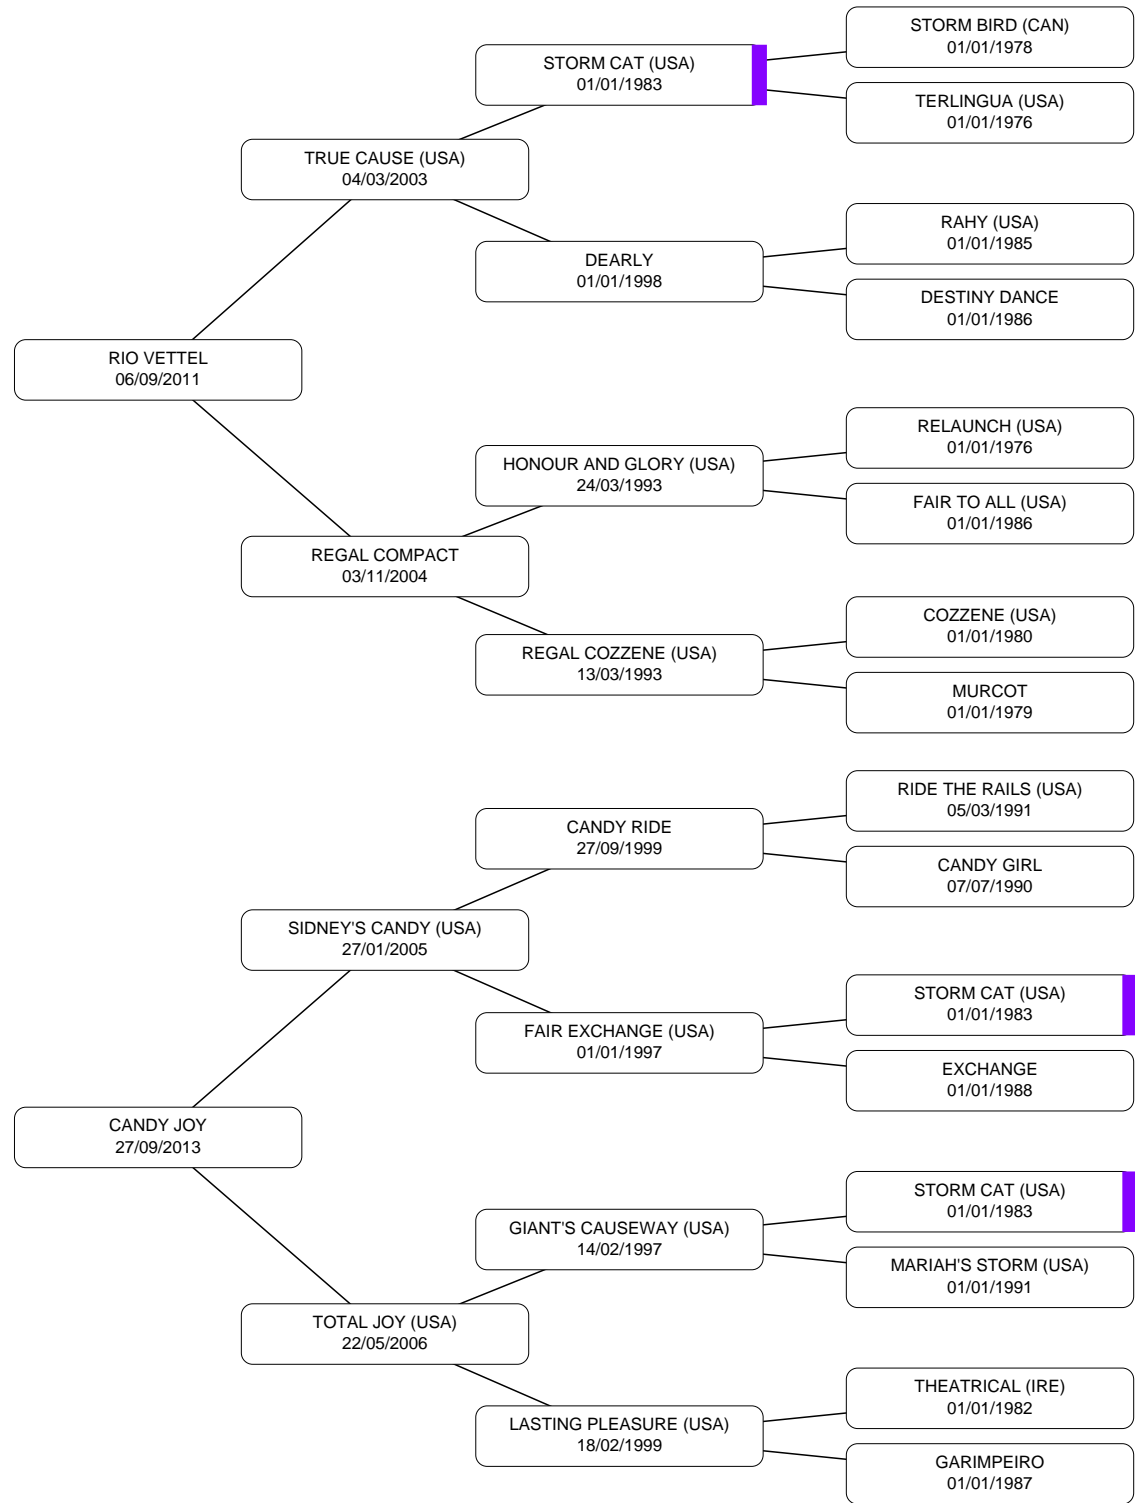 STORM BIRD (CAN)
01/01/1978
STORM CAT (USA)
01/01/1983
TERLINGUA (USA)
01/01/1976
TRUE CAUSE (USA)
04/03/2003
RAHY (USA)
01/01/1985
DEARLY
01/01/1998
DESTINY DANCE
01/01/1986
RIO VETTEL
06/09/2011
RELAUNCH (USA)
01/01/1976
HONOUR AND GLORY (USA)
24/03/1993
FAIR TO ALL (USA)
01/01/1986
REGAL COMPACT
03/11/2004
COZZENE (USA)
01/01/1980
REGAL COZZENE (USA)
13/03/1993
MURCOT
01/01/1979
RIDE THE RAILS (USA)
05/03/1991
CANDY RIDE
27/09/1999
CANDY GIRL
07/07/1990
SIDNEY'S CANDY (USA)
27/01/2005
STORM CAT (USA)
01/01/1983
FAIR EXCHANGE (USA)
01/01/1997
EXCHANGE
01/01/1988
CANDY JOY
27/09/2013
STORM CAT (USA)
01/01/1983
GIANT'S CAUSEWAY (USA)
14/02/1997
MARIAH'S STORM (USA)
01/01/1991
TOTAL JOY (USA)
22/05/2006
THEATRICAL (IRE)
01/01/1982
LASTING PLEASURE (USA)
18/02/1999
GARIMPEIRO
01/01/1987